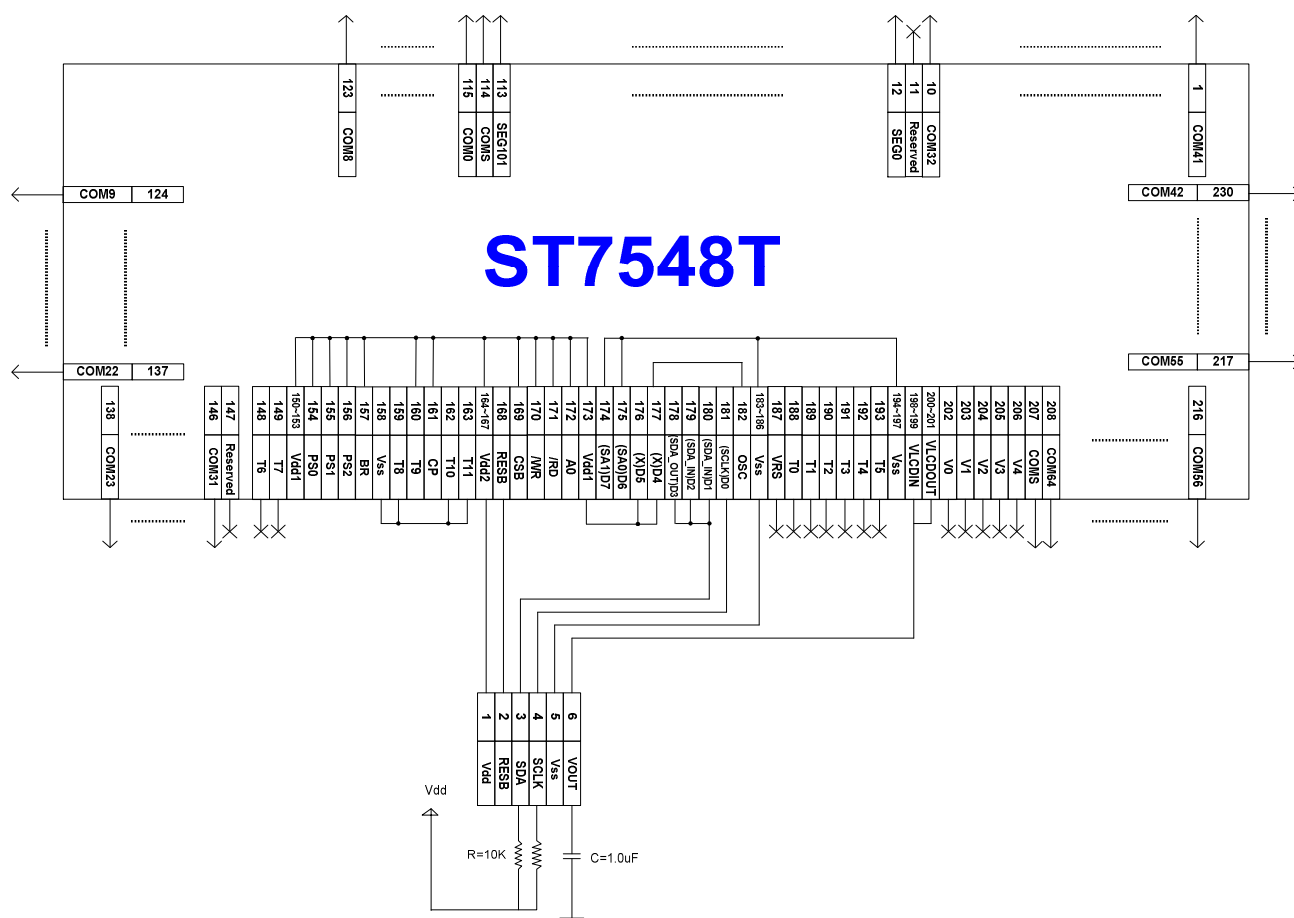 123 COM8
115 COM0
114 COMS
113 SEG101
12 SEG0
11 Reserved
10 COM32
1 COM41
COM9 124
COM42 230
ST7548T
COM22 137
COM55 217
138 COM23
146 COM31
147 Reserved
148 T6
149 T7
150~153 Vdd1
154 PS0
155 PS1
156 PS2
157 BR
158 Vss
159 T8
160 T9
161 CP
162 T10
163 T11
164~167 Vdd2
168 RESB
169 CSB
170 /WR
171 /RD
172 A0
173 Vdd1
174 (SA1)D7
175 (SA0)D6
176 (X)D5
177 (X)D4
178 (SDA_OUT)D3
179 (SDA_IN)D2
180 (SDA_IN)D1
181 (SCLK)D0
182 OSC
183~186 Vss
187 VRS
188 T0
189 T1
190 T2
191 T3
192 T4
193 T5
194~197 Vss
198~199 VLCDIN
200~201 VLCDOUT
202 V0
203 V1
204 V2
205 V3
206 V4
207 COMS
208 COM64
216 COM56
1 Vdd
2 RESB
3 SDA
4 SCLK
5 Vss
6 VOUT
Vdd
R=10K
C=1.0uF